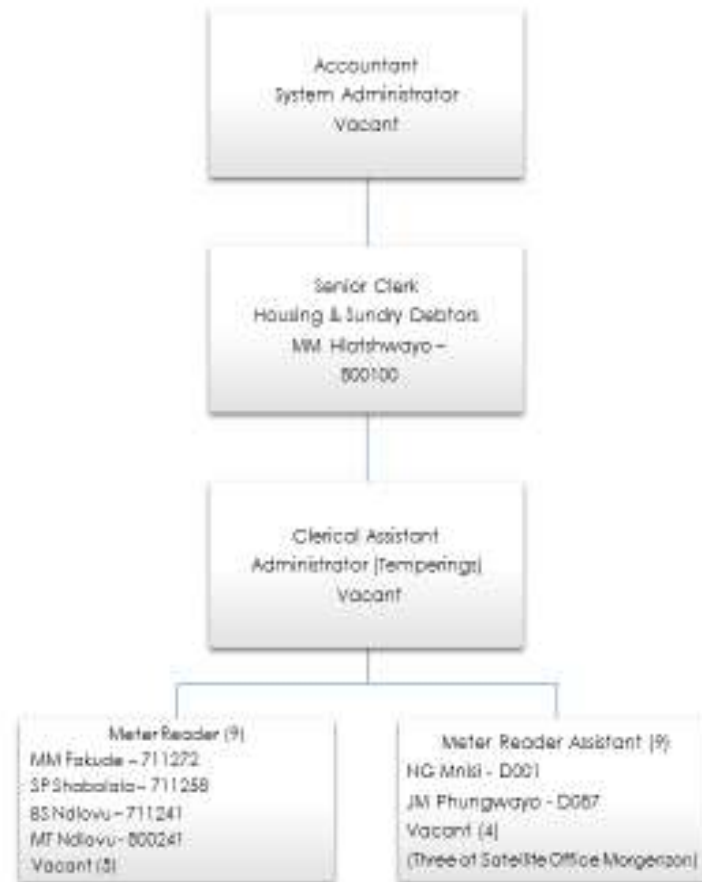 Accountant
System Administrator
Vacant
Senior Clerk
Housing & Sundry Debtors
MM Hlatshwayo –
800100
Clerical Assistant
Administrator (Temperings)
Vacant
Meter Reader (9)
MM Fakude – 711272
SP Shabalala – 711258
BS Ndlovu – 711241
MT Ndlovu - 800241
Vacant (5)
Meter Reader Assistant (9)
NG Mnisi - D001
JM Phungwayo - D087
Vacant (4)
(Three at Satellite Office Morgenzon)